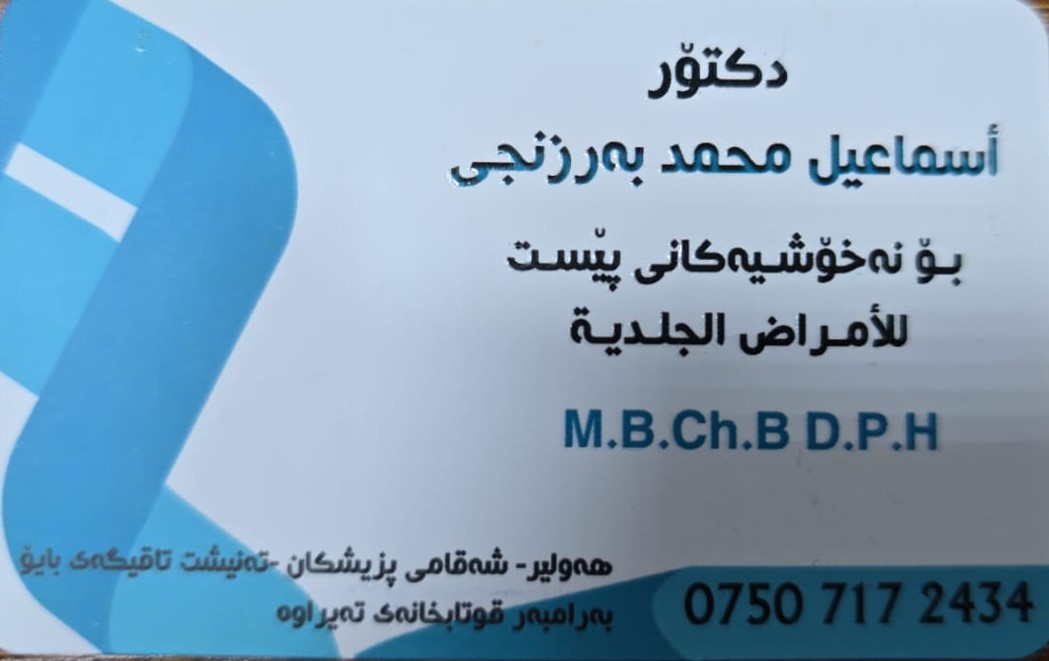 دکتۆر
أسماعیل محمد بەرزنجی
بۆ نەخۆشیەکانی پێست
للأمراض الجلدية
M.B.Ch.B D.P.H
هەولیر- شەقامی پزیشکان -تەنیشت تاقیگەی بایۆ
بەرامبەر قوتابخانەی تەیراوە
0750 717 2434